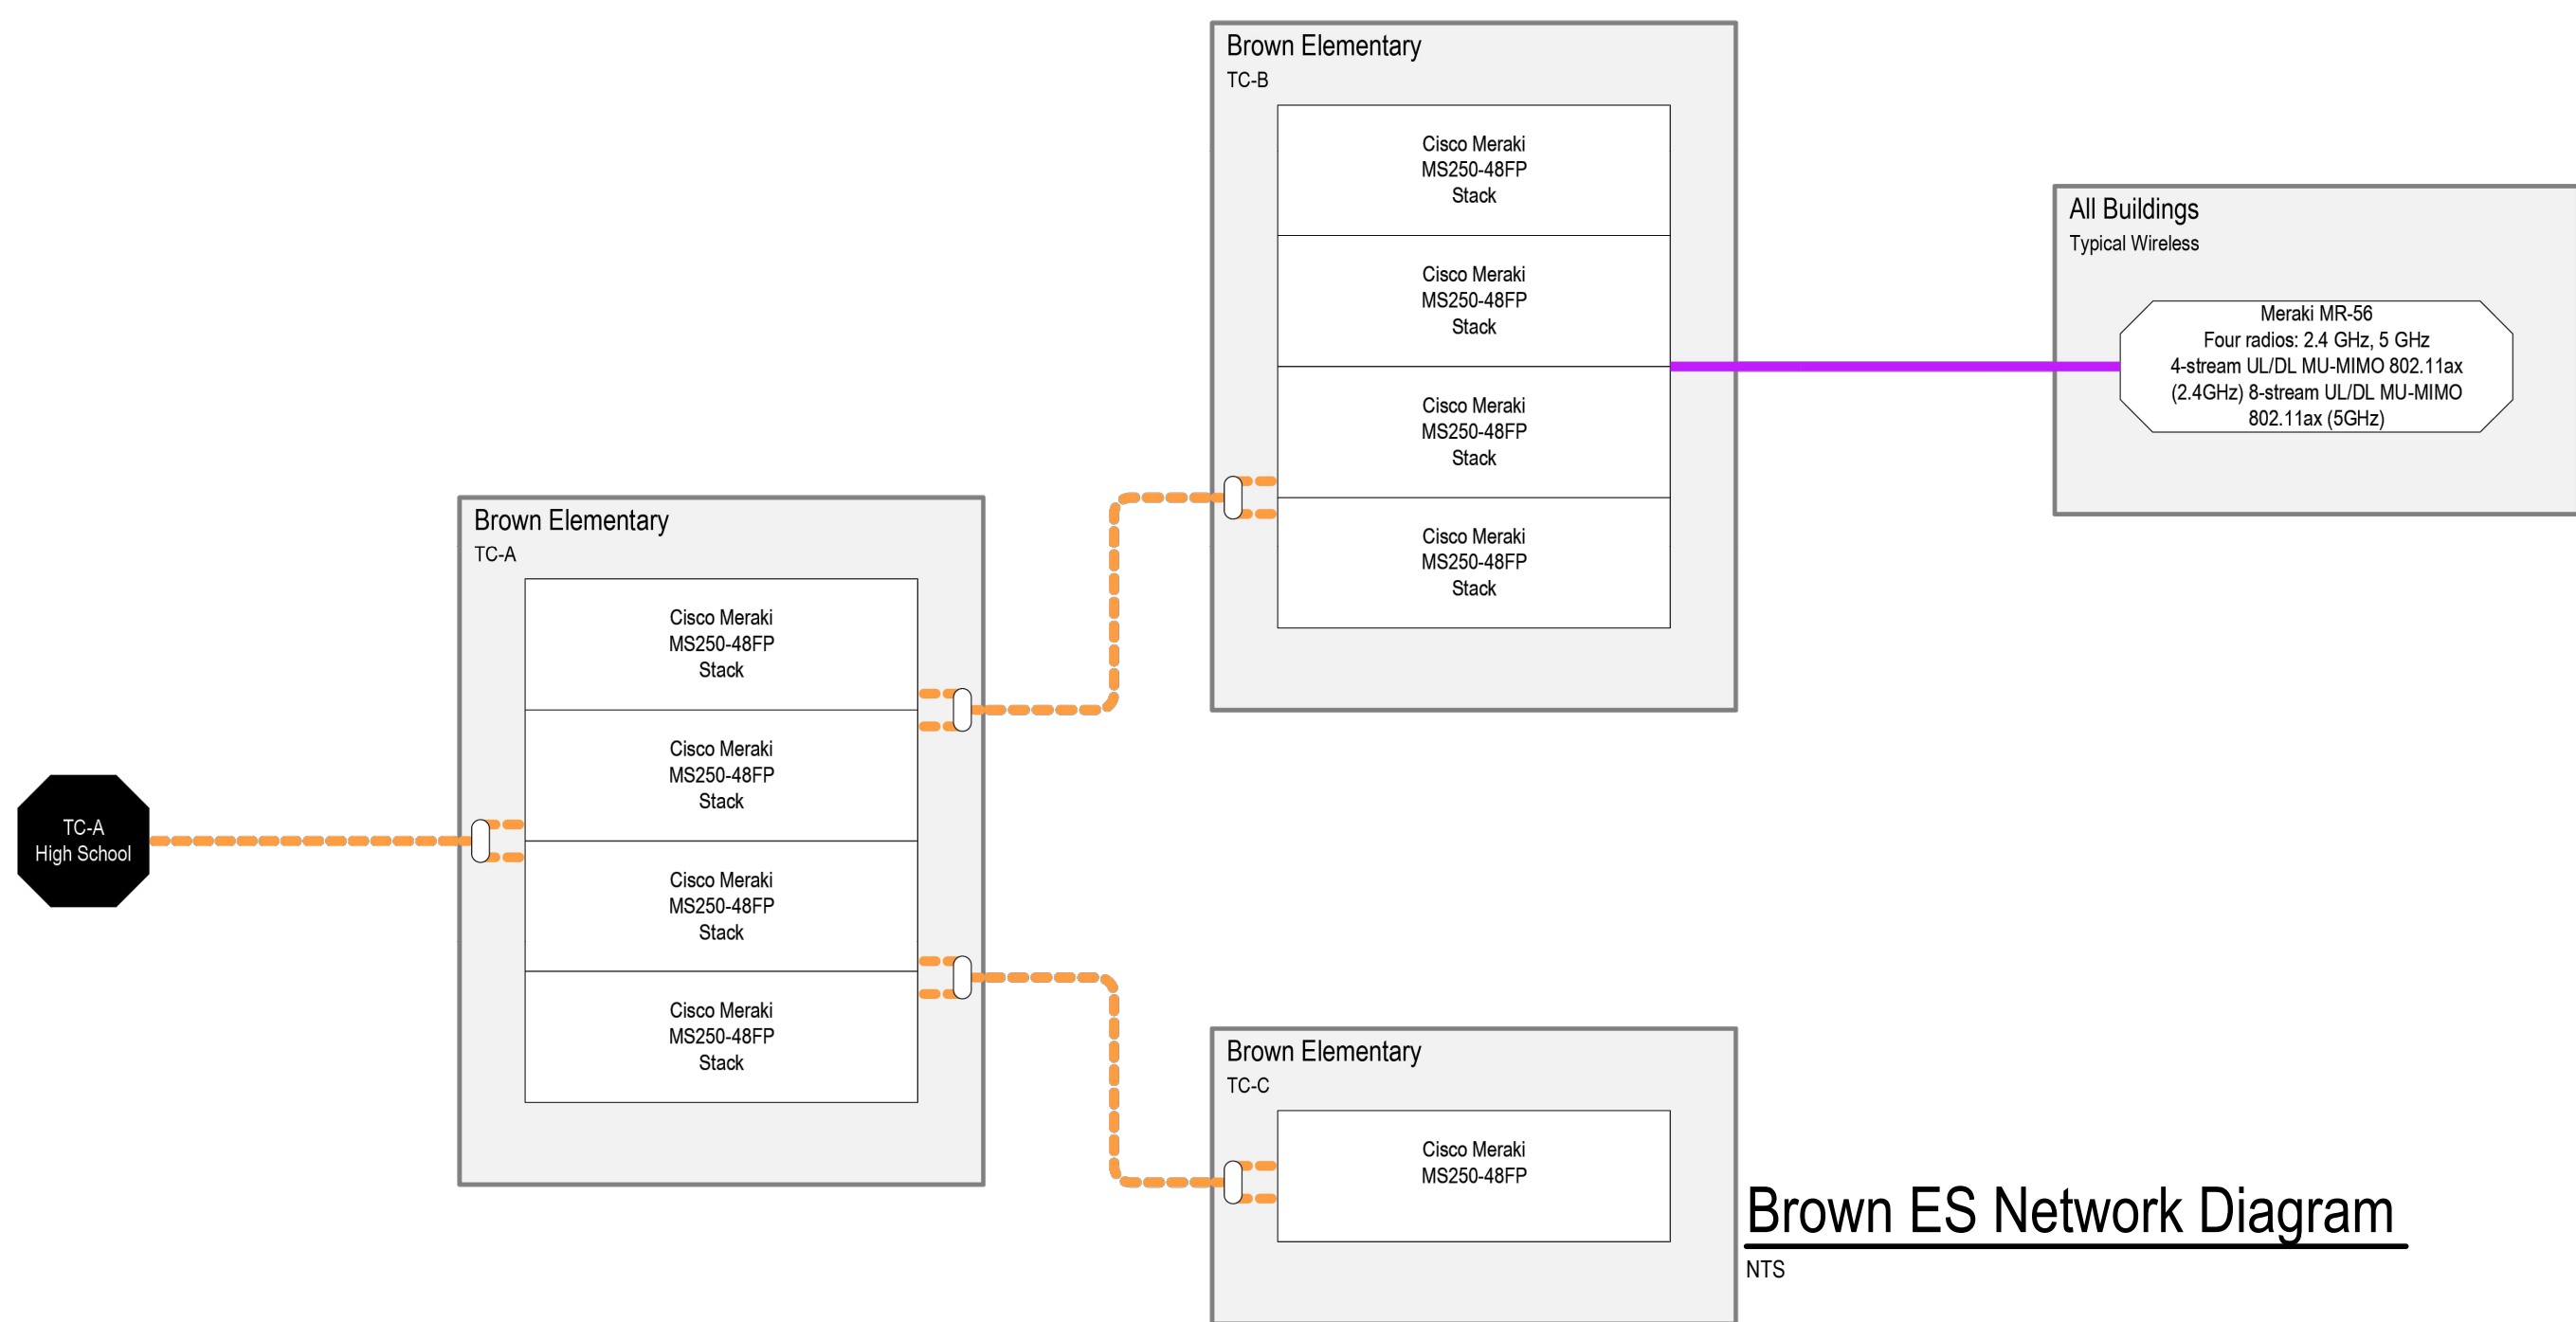 Brown Elementary
TC-B
Cisco Meraki
MS250-48FP
Stack
Cisco Meraki
MS250-48FP
Stack
Cisco Meraki
MS250-48FP
Stack
Cisco Meraki
MS250-48FP
Stack
All Buildings
Typical Wireless
Meraki MR-56
Four radios: 2.4 GHz, 5 GHz
4-stream UL/DL MU-MIMO 802.11ax
(2.4GHz) 8-stream UL/DL MU-MIMO
802.11ax (5GHz)
Brown Elementary
TC-A
Cisco Meraki
MS250-48FP
Stack
Cisco Meraki
MS250-48FP
Stack
Cisco Meraki
MS250-48FP
Stack
Cisco Meraki
MS250-48FP
Stack
TC-A
High School
Brown Elementary
TC-C
Cisco Meraki
MS250-48FP
Brown ES Network Diagram
NTS